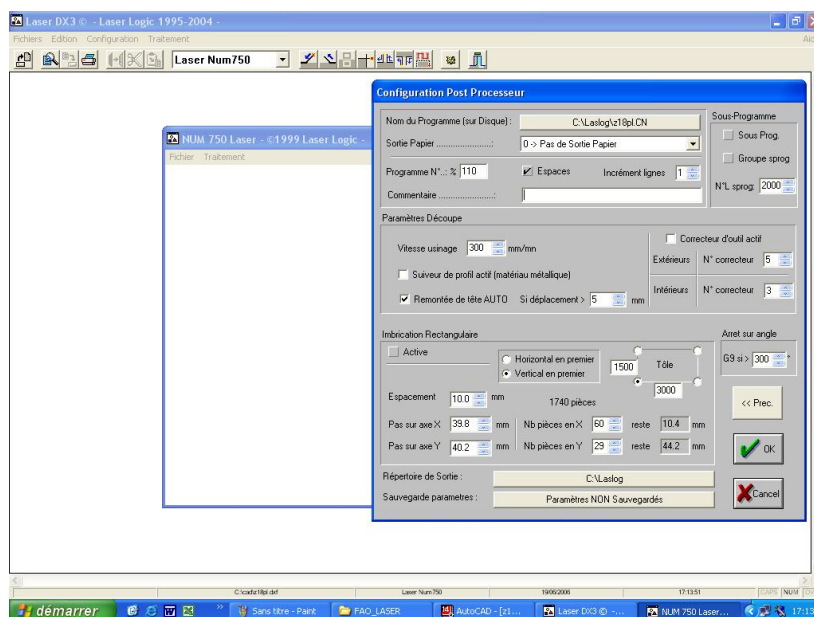 Laser DX3 © - Laser Logic 1995-2004 -
Fichiers Edition Configuration Traitement
Laser Num750
NUM 750 Laser - ©1999 Laser Logic -
Fichier Traitement
Configuration Post Processeur
Nom du Programme (sur Disque) : C:\Laslog\z18pl.CN
Sortie Papier ......................: 0 -> Pas de Sortie Papier
Programme N°..: % 110 Espaces Incrément lignes 1
Commentaire ......................:
Sous-Programme
Sous Prog.
Groupe sprog
N°L sprog: 2000
Paramètres Découpe
Vitesse usinage 300 mm/mn
Suiveur de profil actif (matériau métallique)
Remontée de tête AUTO Si déplacement > 5 mm
Correcteur d'outil actif
Extérieurs N° correcteur 5
Intérieurs N° correcteur 3
Imbrication Rectangulaire
Active
Horizontal en premier
Vertical en premier
1500 Tôle
3000
Espacement 10.0 mm 1740 pièces
Pas sur axe X 39.8 mm Nb pièces en X 60 reste 10.4 mm
Pas sur axe Y 40.2 mm Nb pièces en Y 29 reste 44.2 mm
Arret sur angle
G9 si > 300 °
<< Prec.
OK
Cancel
Répertoire de Sortie : C:\Laslog
Sauvegarde parametres : Paramètres NON Sauvegardés
C:\cad\z18pl.dxf Laser Num750 19/06/2006 17:13:51 CAPS NUM
démarrer Sans titre - Paint FAO_LASER AutoCAD - [z1... Laser DX3 © -... NUM 750 Laser... 17:13